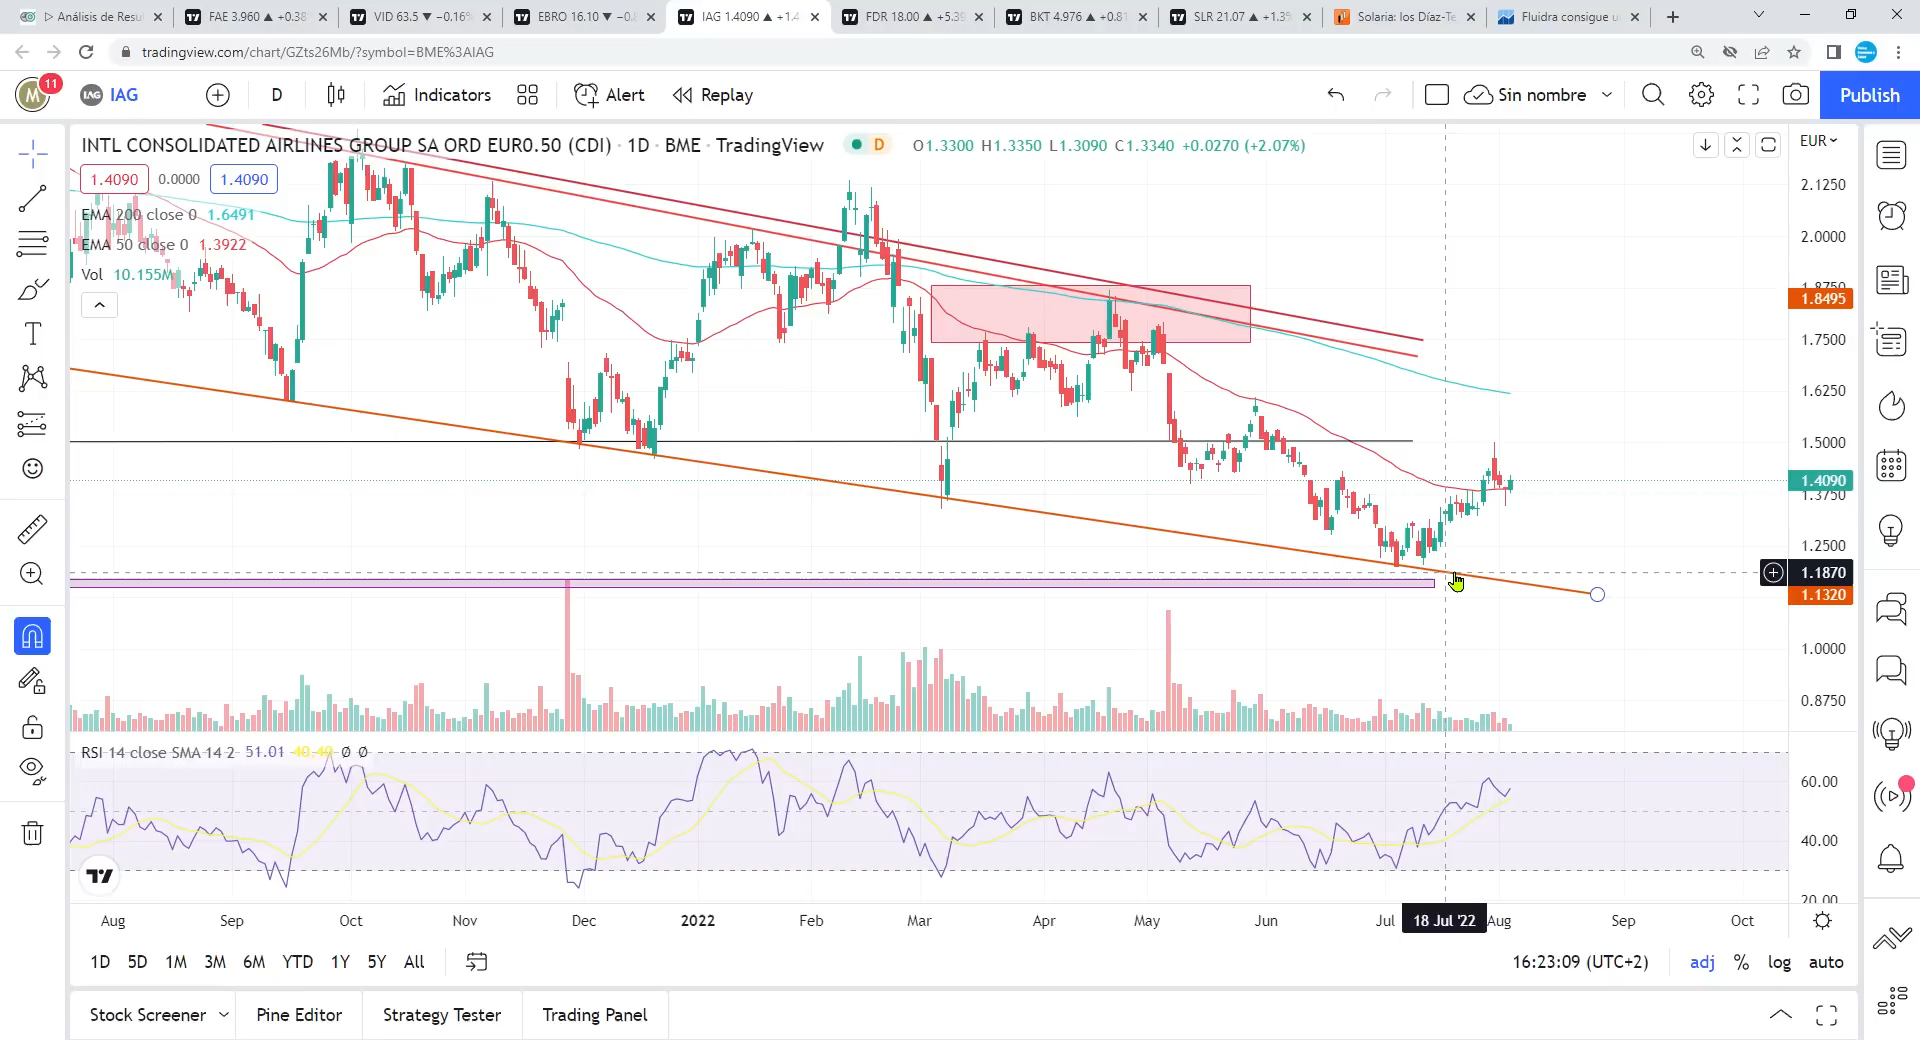 Análisis de Resul
FAE 3.960 ▲ +0.38
VID 63.5 ▼ −0.16%
EBRO 16.10 ▼ −0.
IAG 1.4090 ▲ +1.4
FDR 18.00 ▲ +5.39
BKT 4.976 ▲ +0.81
SLR 21.07 ▲ +1.3%
Solaria: los Díaz-Te
Fluidra consigue u
tradingview.com/chart/GZts26Mb/?symbol=BME%3AIAG
M
11
IAG
IAG
D
Indicators
Alert
Replay
Sin nombre
Publish
INTL CONSOLIDATED AIRLINES GROUP SA ORD EUR0.50 (CDI) · 1D · BME · TradingView
D
O1.3300 H1.3350 L1.3090 C1.3340 +0.0270 (+2.07%)
EUR
1.4090 0.0000 1.4090
EMA 200 close 0 1.6491
EMA 50 close 0 1.3922
Vol 10.155M
2.1250
2.0000
1.8750
1.8495
1.7500
1.6250
1.5000
1.4090
1.3750
1.2500
1.1870
1.1320
1.0000
0.8750
RSI 14 close SMA 14 2 51.01 Ø Ø
60.00
40.00
20.00
Aug Sep Oct Nov Dec 2022 Feb Mar Apr May Jun Jul 18 Jul '22 Aug Sep Oct
1D 5D 1M 3M 6M YTD 1Y 5Y All
16:23:09 (UTC+2) adj % log auto
Stock Screener Pine Editor Strategy Tester Trading Panel